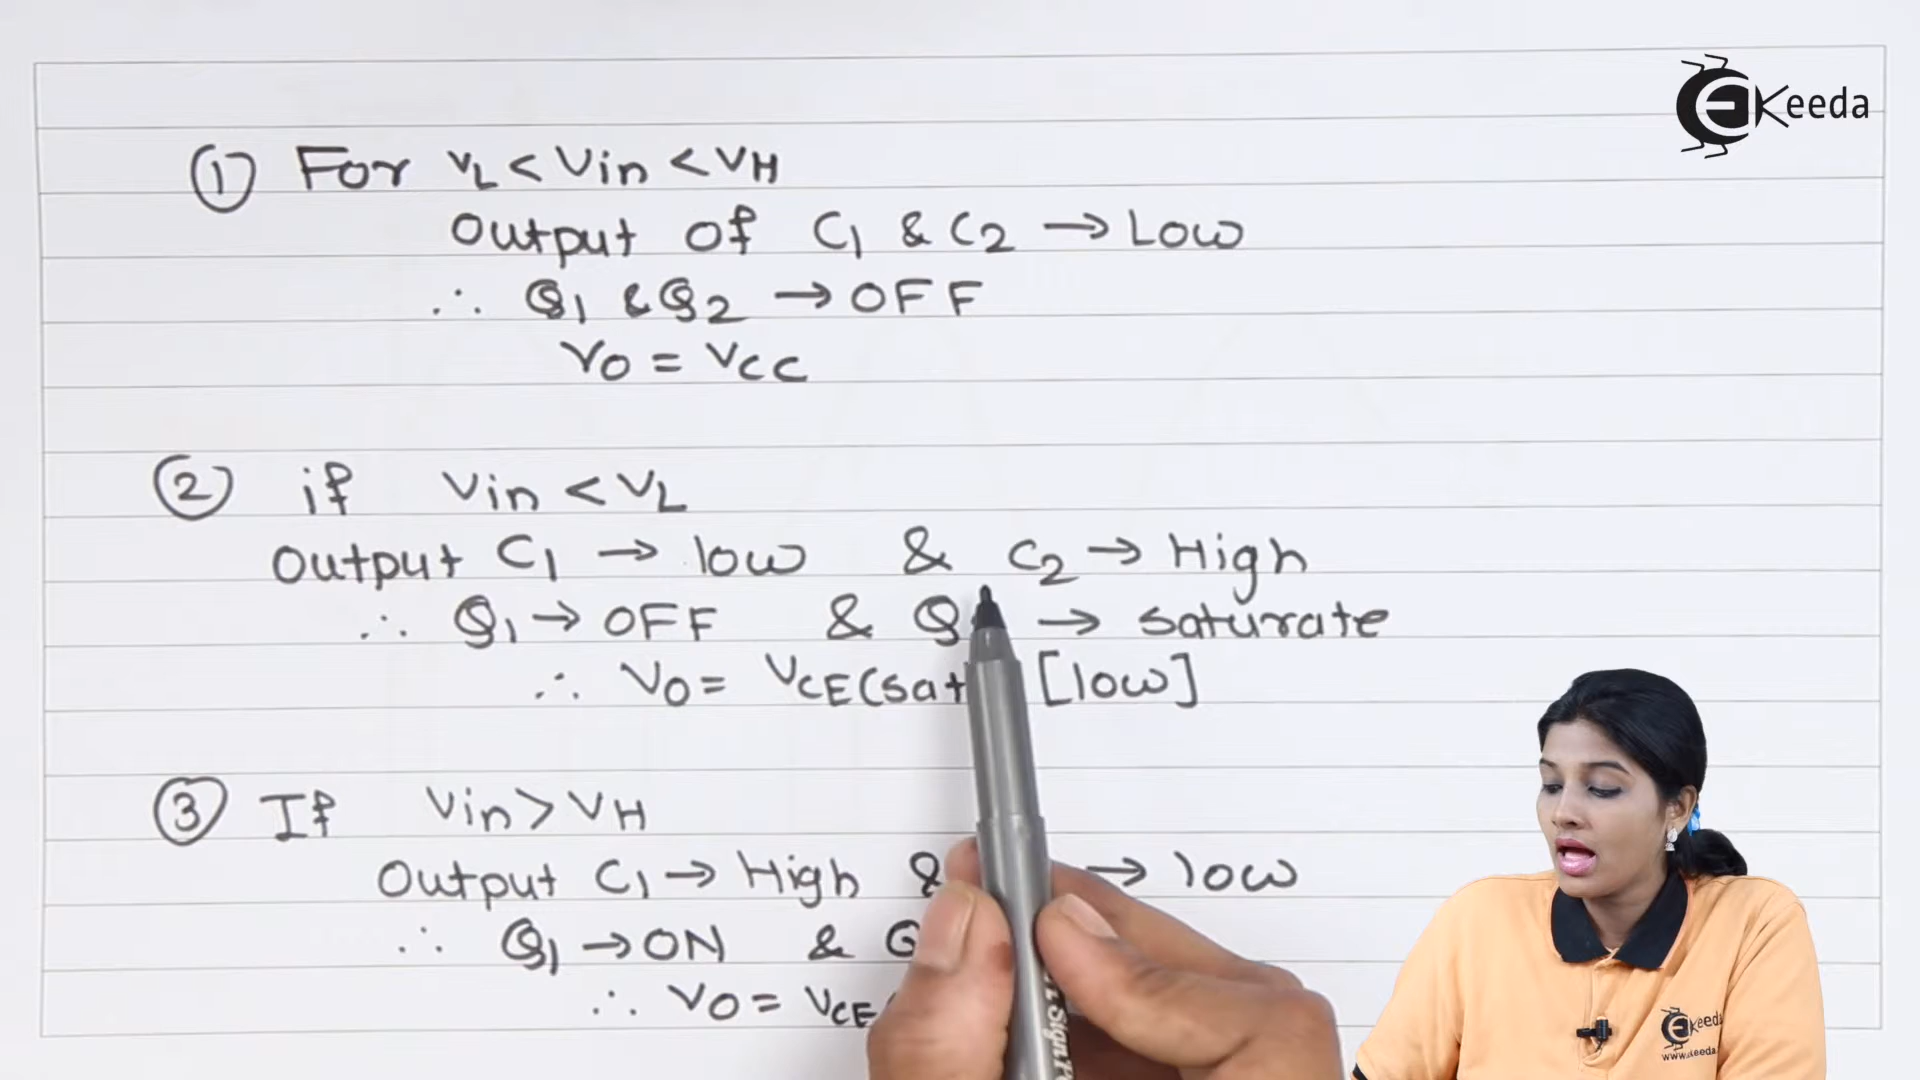 EKeeda
① For VL < Vin < VH
Output of C1 & C2 → Low
∴ Q1 & Q2 → OFF
VO = VCC
② if Vin < VL
Output C1 → low & C2 → High
∴ Q1 → OFF & Q → saturate
∴ VO = VCE(sat [low]
③ If Vin > VH
Output C1 → High & → low
∴ Q1 → ON &
∴ VO = VCE
Sign
EKeeda